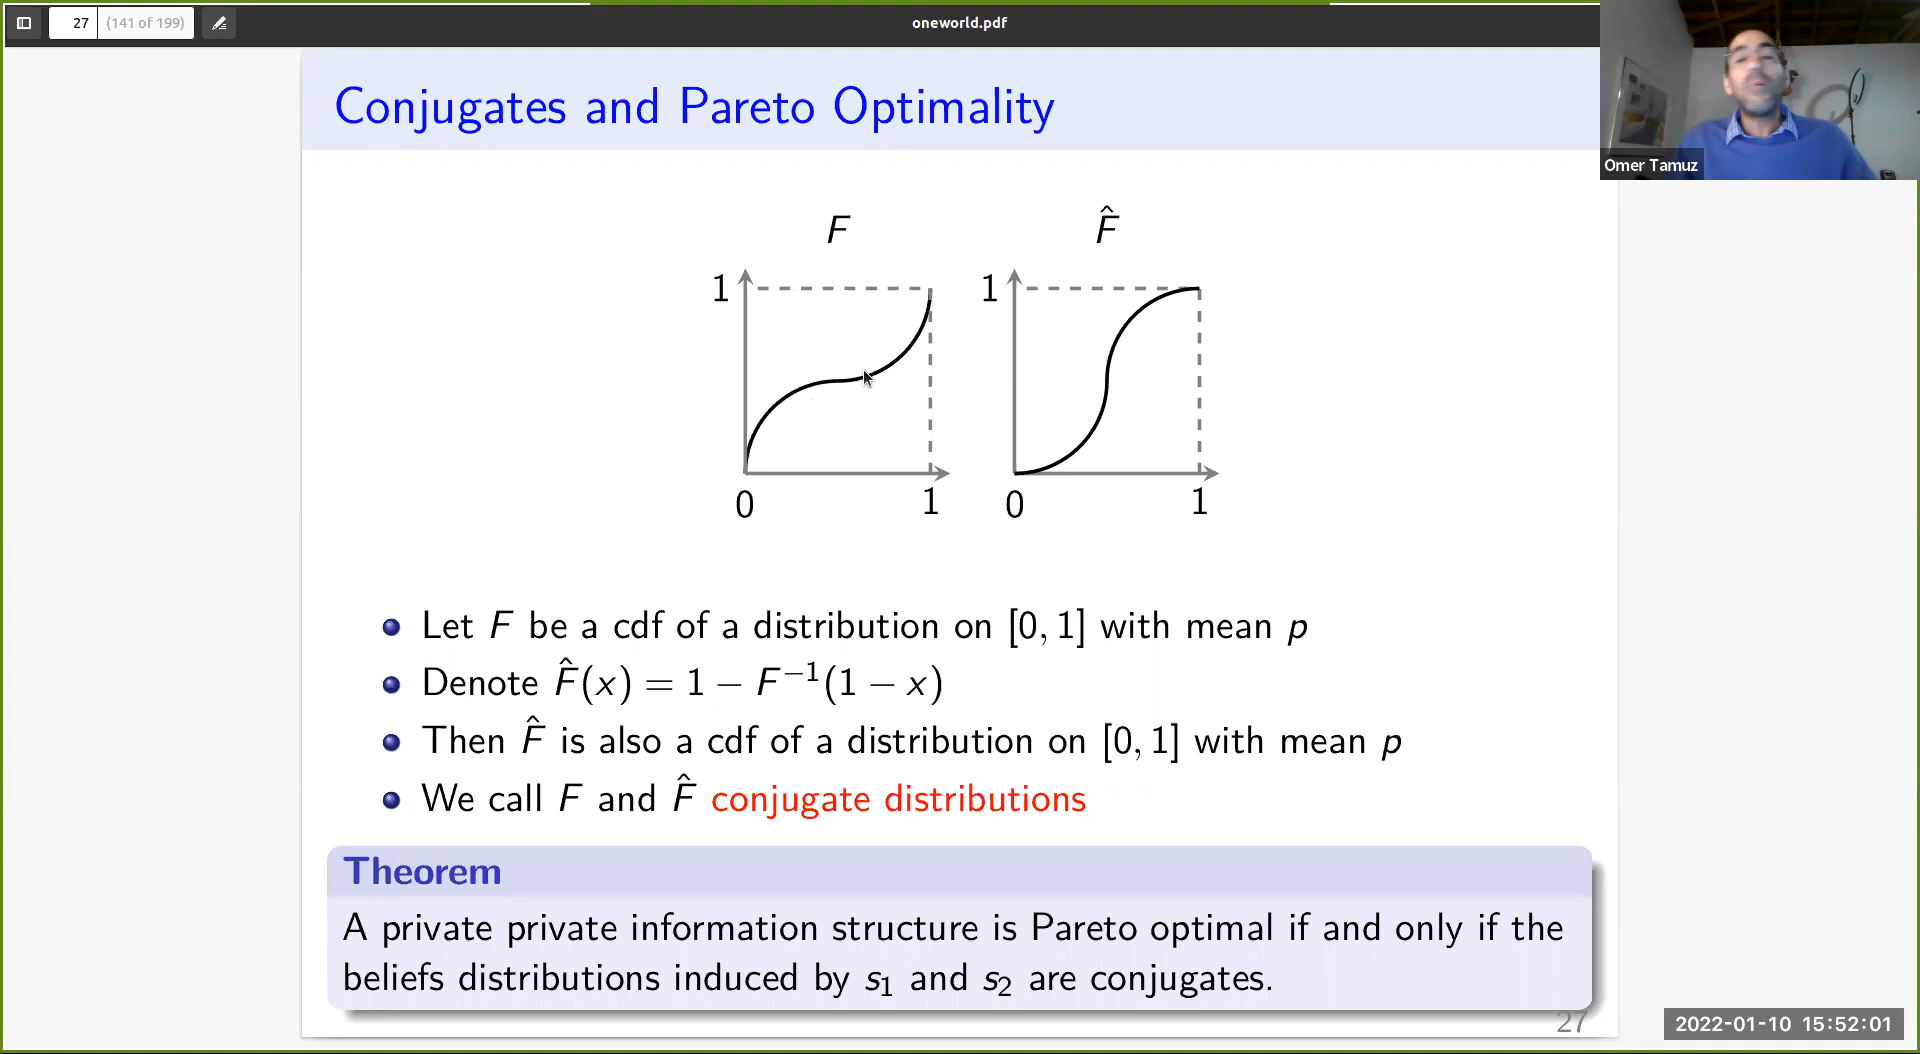 27 (141 of 199)
oneworld.pdf
Omer Tamuz
Conjugates and Pareto Optimality
F
F̂
1
0
1
1
0
1
Let F be a cdf of a distribution on [0, 1] with mean p
Denote F̂(x) = 1 − F⁻¹(1 − x)
Then F̂ is also a cdf of a distribution on [0, 1] with mean p
We call F and F̂ conjugate distributions
Theorem
A private private information structure is Pareto optimal if and only if the
beliefs distributions induced by s₁ and s₂ are conjugates.
27
2022-01-10 15:52:01